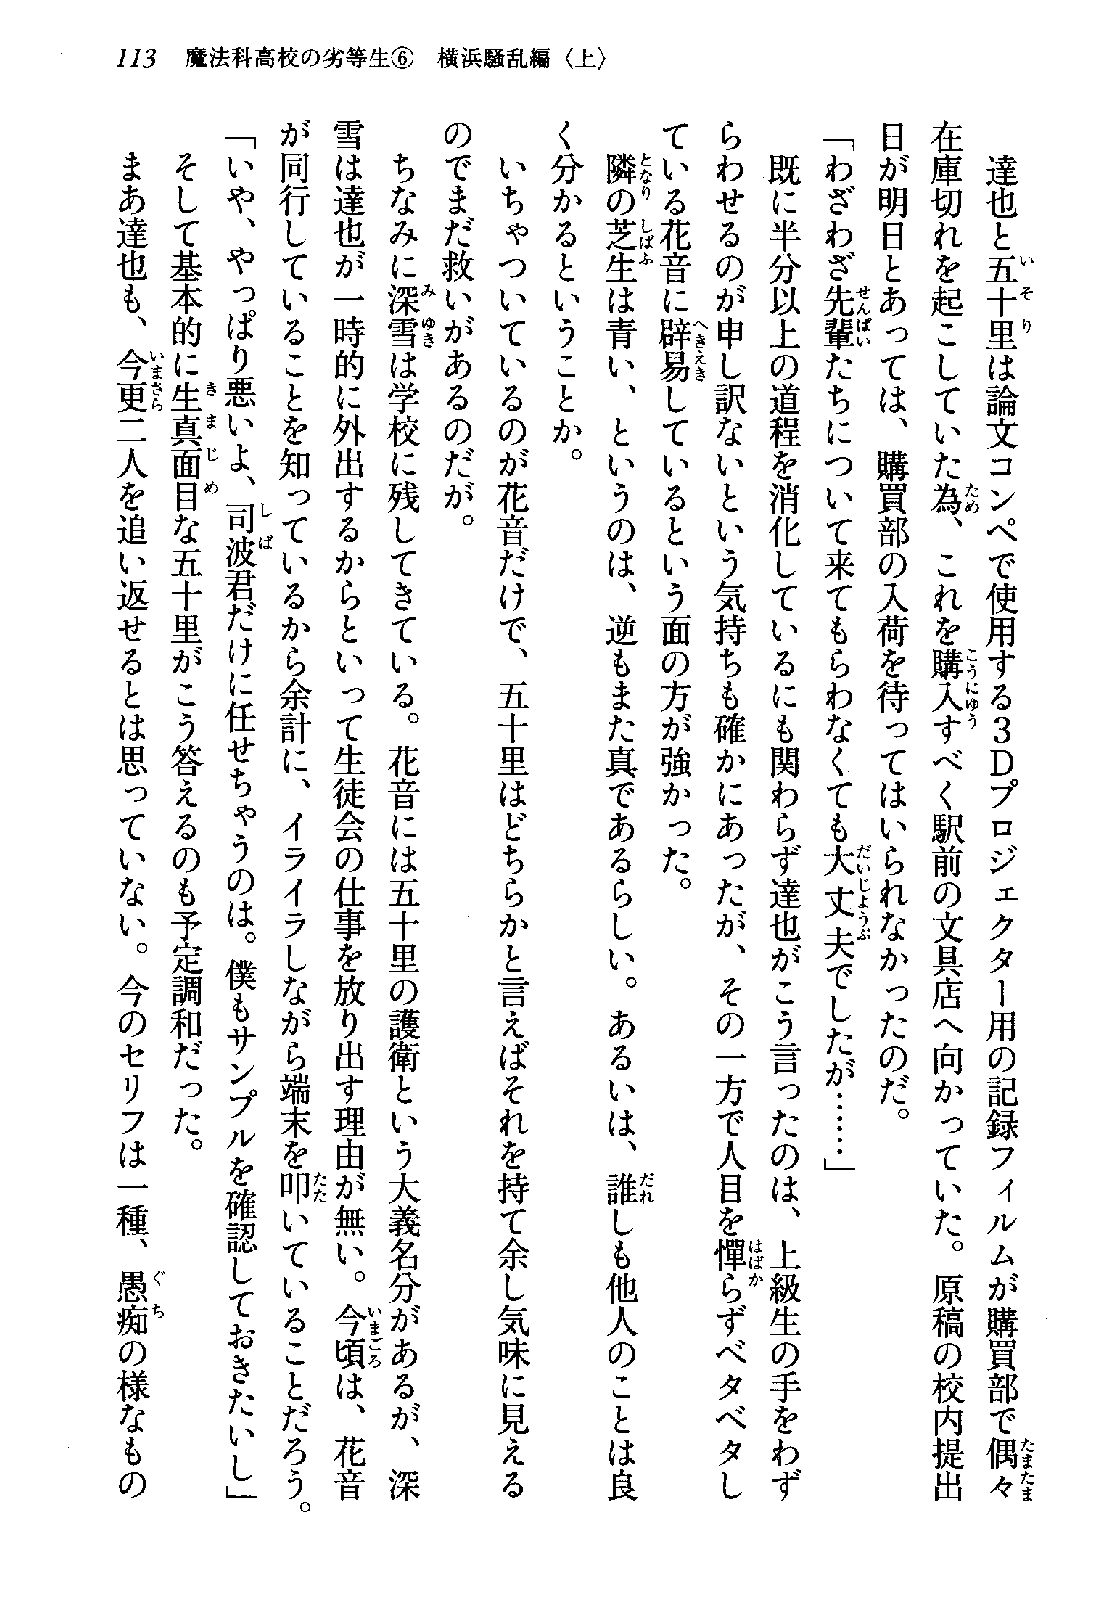 113 魔法科高校の劣等生⑥ 横浜騒乱編〈上〉
達也と五十里は論文コンペで使用する3Dプロジェクター用の記録フィルムが購買部で偶々
在庫切れを起こしていた為、これを購入すべく駅前の文具店へ向かっていた。原稿の校内提出
日が明日とあっては、購買部の入荷を待ってはいられなかったのだ。
「わざわざ先輩たちについて来てもらわなくても大丈夫でしたが……」
既に半分以上の道程を消化しているにも関わらず達也がこう言ったのは、上級生の手をわず
らわせるのが申し訳ないという気持ちも確かにあったが、その一方で人目を憚らずベタベタし
ている花音に辟易しているという面の方が強かった。
隣の芝生は青い、というのは、逆もまた真であるらしい。あるいは、誰しも他人のことは良
く分かるということか。
いちゃついているのが花音だけで、五十里はどちらかと言えばそれを持て余し気味に見える
のでまだ救いがあるのだが。
ちなみに深雪は学校に残してきている。花音には五十里の護衛という大義名分があるが、深
雪は達也が一時的に外出するからといって生徒会の仕事を放り出す理由が無い。今頃は、花音
が同行していることを知っているから余計に、イライラしながら端末を叩いていることだろう。
「いや、やっぱり悪いよ、司波君だけに任せちゃうのは。僕もサンプルを確認しておきたいし」
そして基本的に生真面目な五十里がこう答えるのも予定調和だった。
まあ達也も、今更二人を追い返せるとは思っていない。今のセリフは一種、愚痴の様なもの